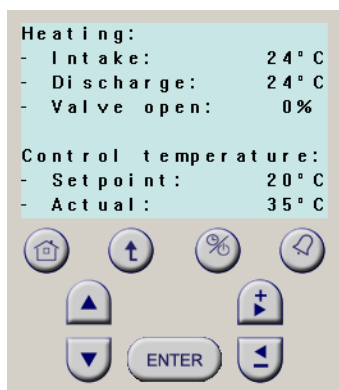 Heating:
- Intake: 24°C
- Discharge: 24°C
- Valve open: 0%
Control temperature:
- Setpoint: 20°C
- Actual: 35°C
%
+
ENTER
-